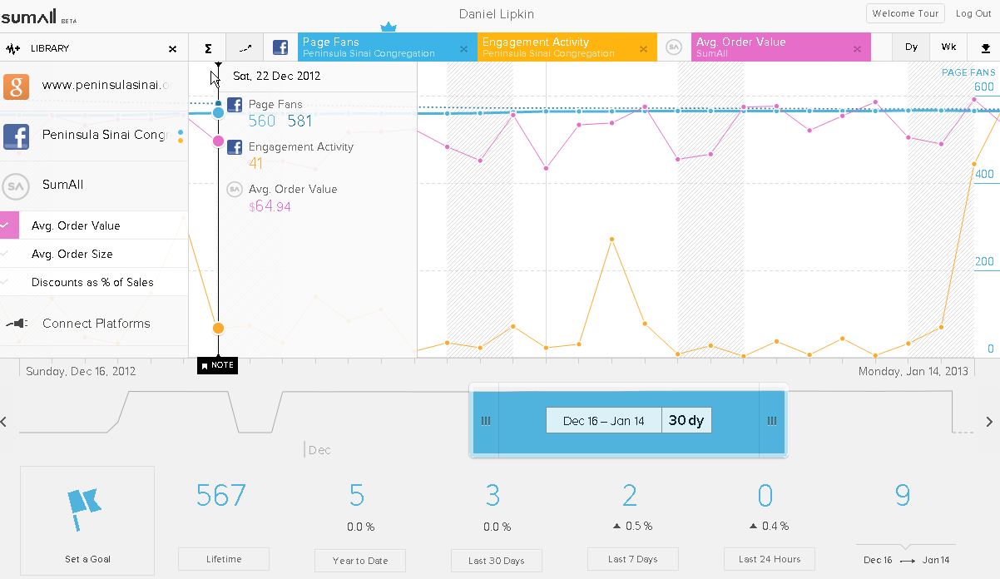 sumAll BETA
Daniel Lipkin
Welcome Tour
Log Out
LIBRARY
Σ
Page Fans
Peninsula Sinai Congregation
Engagement Activity
Peninsula Sinai Congregation
SA
Avg. Order Value
SumAll
Dy
Wk
www.peninsulasinai.o
Peninsula Sinai Congr
SA
SumAll
Avg. Order Value
Avg. Order Size
Discounts as % of Sales
Connect Platforms
Sat, 22 Dec 2012
Page Fans
560 581
Engagement Activity
41
SA
Avg. Order Value
$64.94
PAGE FANS
600
400
200
0
NOTE
Sunday, Dec 16, 2012
Monday, Jan 14, 2013
Dec 16 – Jan 14
30 dy
Dec
Set a Goal
567
Lifetime
5
0.0 %
Year to Date
3
0.0 %
Last 30 Days
2
0.5 %
Last 7 Days
0
0.4 %
Last 24 Hours
9
Dec 16
Jan 14